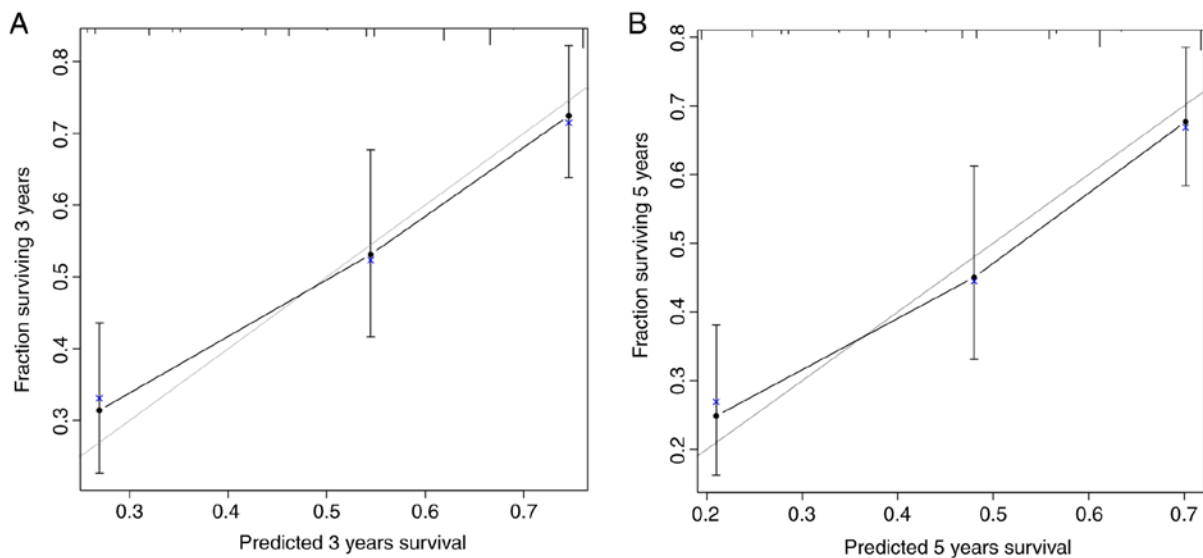 A
Fraction surviving 3 years
0.8
0.7
0.6
0.5
0.4
0.3
0.3 0.4 0.5 0.6 0.7
Predicted 3 years survival
B
Fraction surviving 5 years
0.8
0.7
0.6
0.5
0.4
0.3
0.2
0.2 0.3 0.4 0.5 0.6 0.7
Predicted 5 years survival